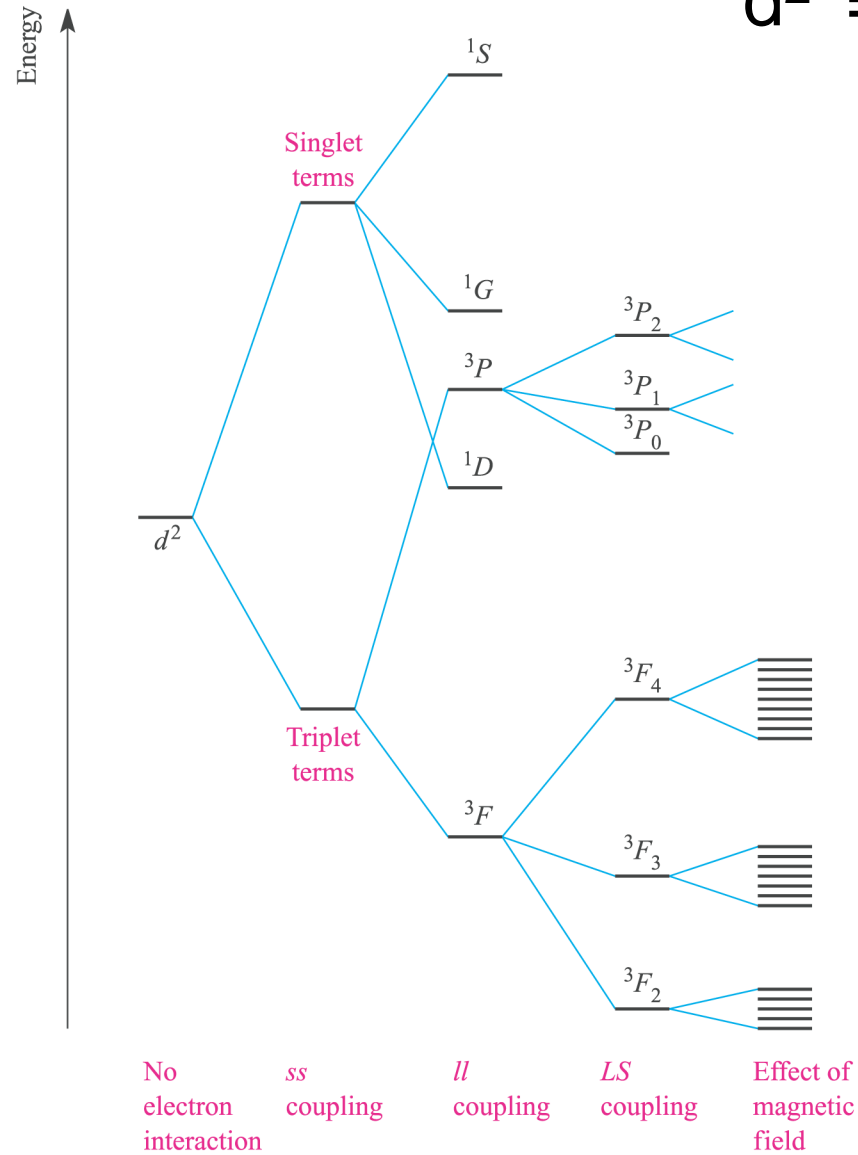 d² =
Energy
¹S
Singlet
terms
¹G
³P₂
³P
³P₁
³P₀
¹D
d²
³F₄
Triplet
terms
³F
³F₃
³F₂
No
electron
interaction
ss
coupling
ll
coupling
LS
coupling
Effect of
magnetic
field